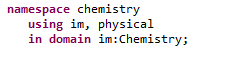 namespace chemistry
using im, physical
in domain im:Chemistry;